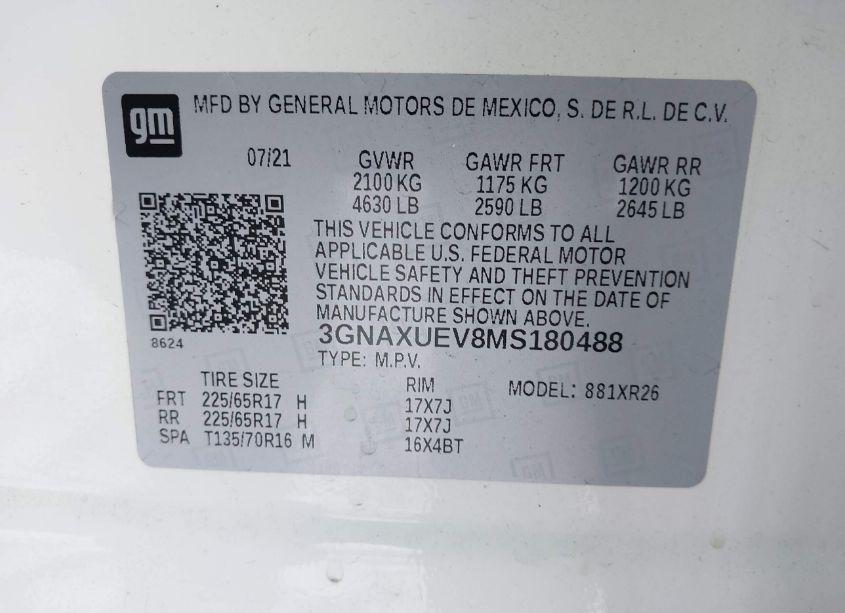 gm
MFD BY GENERAL MOTORS DE MEXICO, S. DE R.L. DE C.V.
07/21 GVWR GAWR FRT GAWR RR
2100 KG 1175 KG 1200 KG
4630 LB 2590 LB 2645 LB
THIS VEHICLE CONFORMS TO ALL
APPLICABLE U.S. FEDERAL MOTOR
VEHICLE SAFETY AND THEFT PREVENTION
STANDARDS IN EFFECT ON THE DATE OF
MANUFACTURE SHOWN ABOVE.
8624
3GNAXUEV8MS180488
TYPE: M.P.V.
TIRE SIZE RIM MODEL: 881XR26
FRT 225/65R17 H 17X7J
RR 225/65R17 H 17X7J
SPA T135/70R16 M 16X4BT